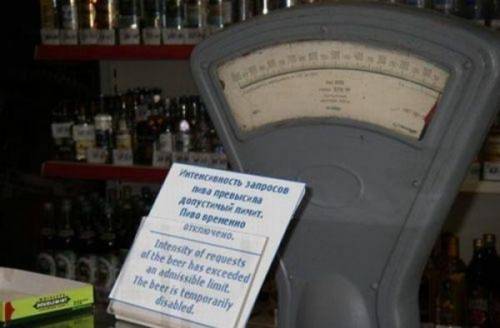 Интенсивность запросов
пива превысила
допустимый лимит.
Пиво временно
отключено.
Intensity of requests
of the beer has exceeded
an admissible limit.
The beer is temporarily
disabled.